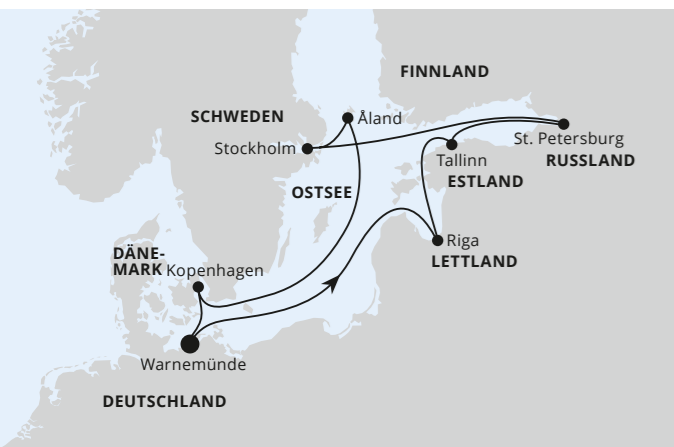 FINNLAND
SCHWEDEN
Åland
St. Petersburg
Stockholm
Tallinn
RUSSLAND
ESTLAND
OSTSEE
Riga
DÄNE-
MARK
LETTLAND
Kopenhagen
Warnemünde
DEUTSCHLAND